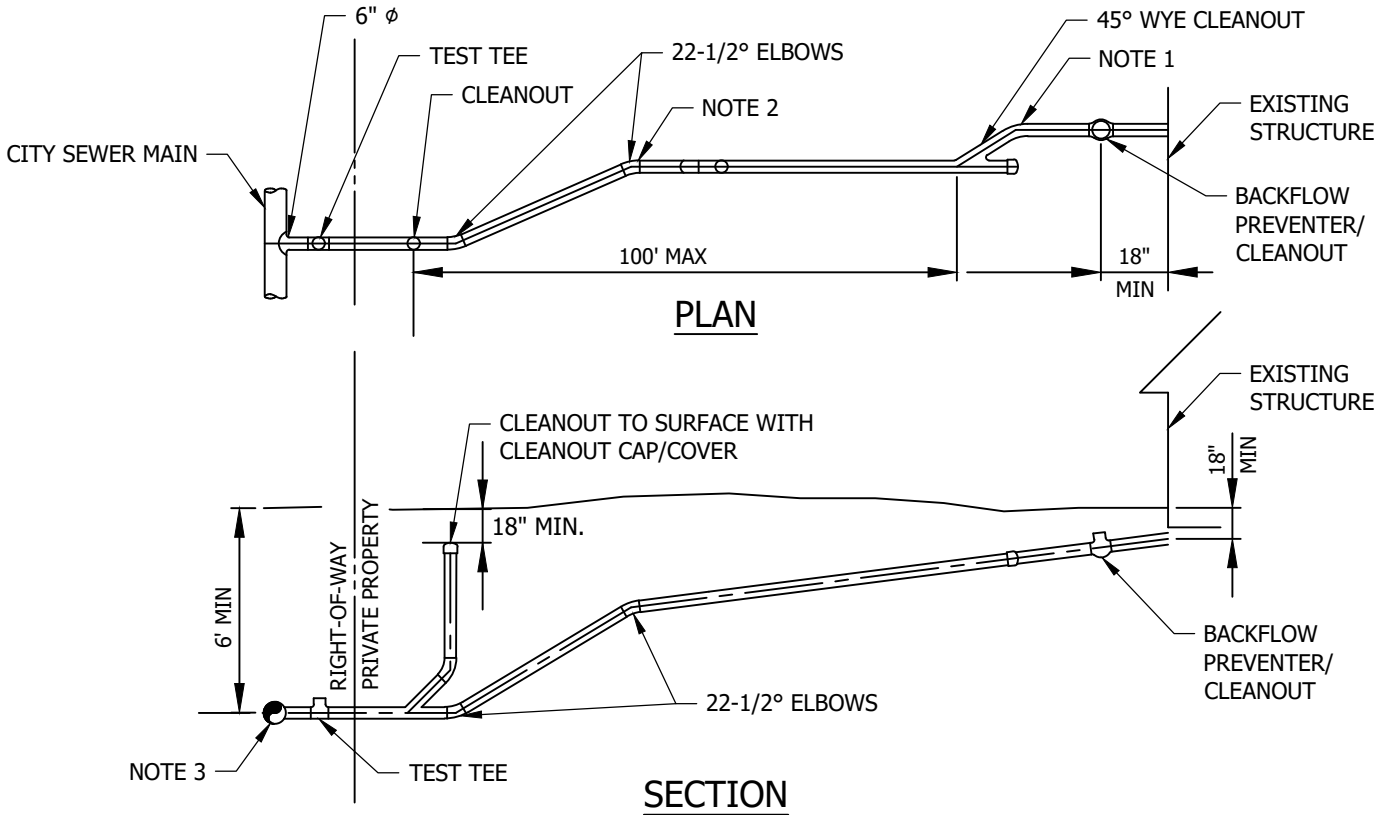 6" ϕ
TEST TEE
CLEANOUT
CITY SEWER MAIN
22-1/2° ELBOWS
NOTE 2
45° WYE CLEANOUT
NOTE 1
EXISTING
STRUCTURE
BACKFLOW
PREVENTER/
CLEANOUT
100' MAX
18"
MIN
PLAN
EXISTING
STRUCTURE
CLEANOUT TO SURFACE WITH
CLEANOUT CAP/COVER
18" MIN.
18"
MIN
6' MIN
RIGHT-OF-WAY
PRIVATE PROPERTY
BACKFLOW
PREVENTER/
CLEANOUT
22-1/2° ELBOWS
NOTE 3
TEST TEE
SECTION